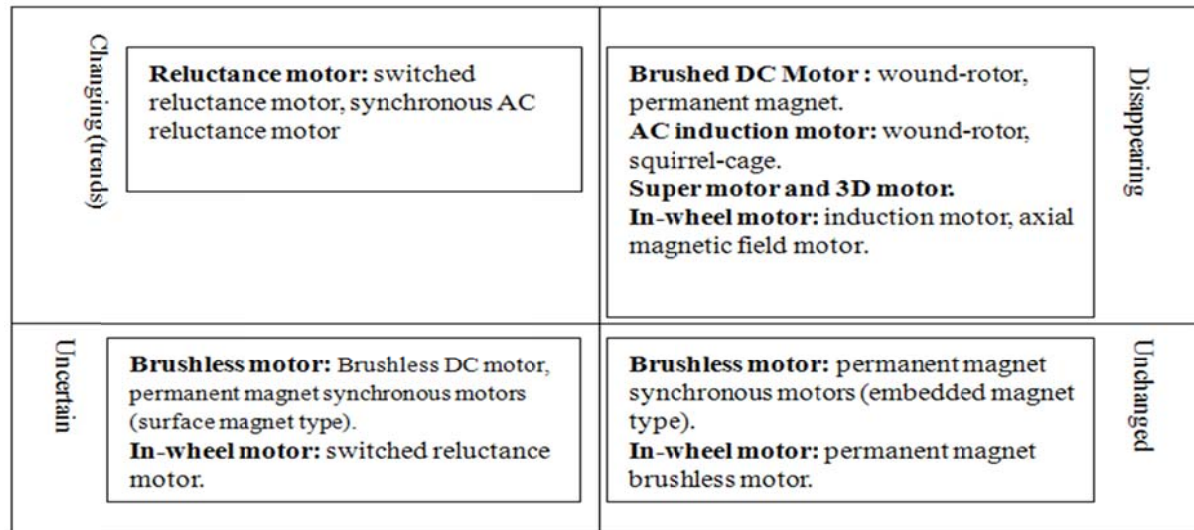 Changing (trends)
Reluctance motor: switched
reluctance motor, synchronous AC
reluctance motor
Brushed DC Motor : wound-rotor,
permanent magnet.
AC induction motor: wound-rotor,
squirrel-cage.
Super motor and 3D motor.
In-wheel motor: induction motor, axial
magnetic field motor.
Disappearing
Uncertain
Brushless motor: Brushless DC motor,
permanent magnet synchronous motors
(surface magnet type).
In-wheel motor: switched reluctance
motor.
Brushless motor: permanent magnet
synchronous motors (embedded magnet
type).
In-wheel motor: permanent magnet
brushless motor.
Unchanged